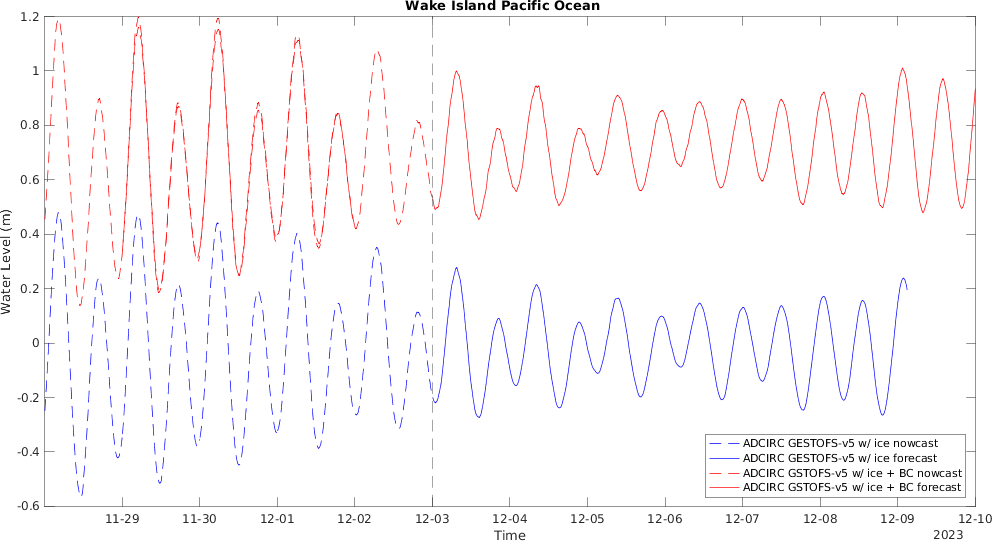 Wake Island Pacific Ocean
Water Level (m)
1.2
1
0.8
0.6
0.4
0.2
0
-0.2
-0.4
-0.6
ADCIRC GESTOFS-v5 w/ ice nowcast
ADCIRC GESTOFS-v5 w/ ice forecast
ADCIRC GSTOFS-v5 w/ ice + BC nowcast
ADCIRC GSTOFS-v5 w/ ice + BC forecast
11-29 11-30 12-01 12-02 12-03 12-04 12-05 12-06 12-07 12-08 12-09 12-10
Time
2023